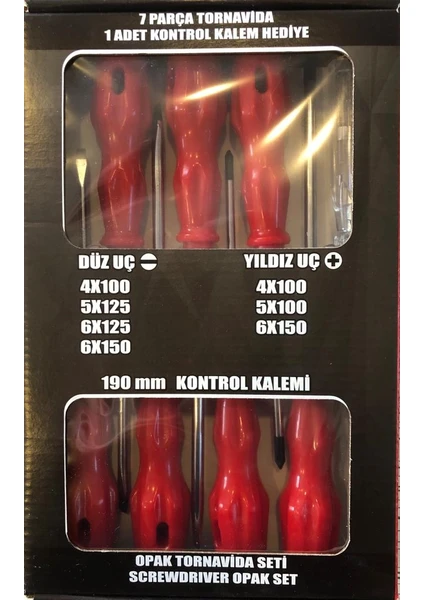 7 PARÇA TORNAVİDA
1 ADET KONTROL KALEM HEDİYE
DÜZ UÇ
4X100
5X125
6X125
6X150
YILDIZ UÇ
4X100
5X100
6X150
190 mm KONTROL KALEMİ
OPAK TORNAVİDA SETİ
SCREWDRIVER OPAK SET